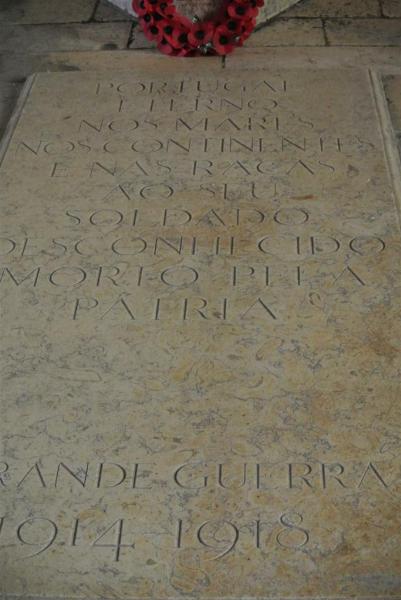 PORTUGAL
ETERNO
NOS MARES
NOS CONTINENTES
E NAS RAÇAS
AO SEU
SOLDADO
DESCONHECIDO
MORTO PELA
PÁTRIA
GRANDE GUERRA
1914-1918